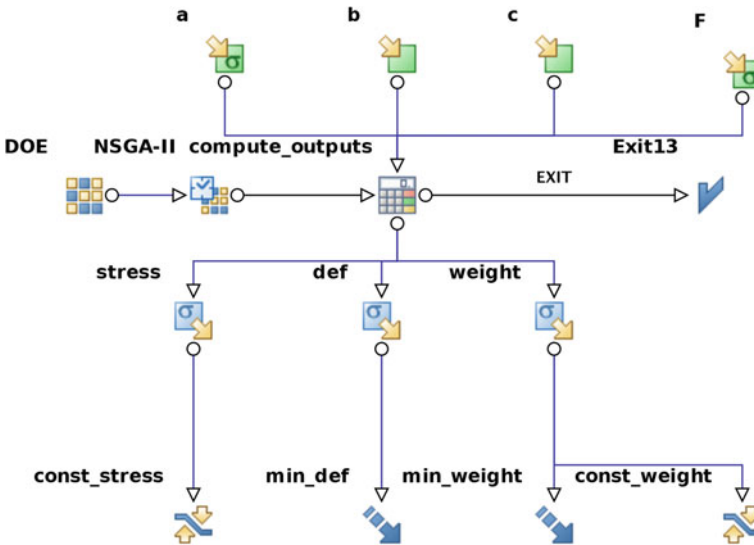 a b c F
DOE NSGA-II compute_outputs Exit13
EXIT
stress def weight
const_stress min_def min_weight const_weight